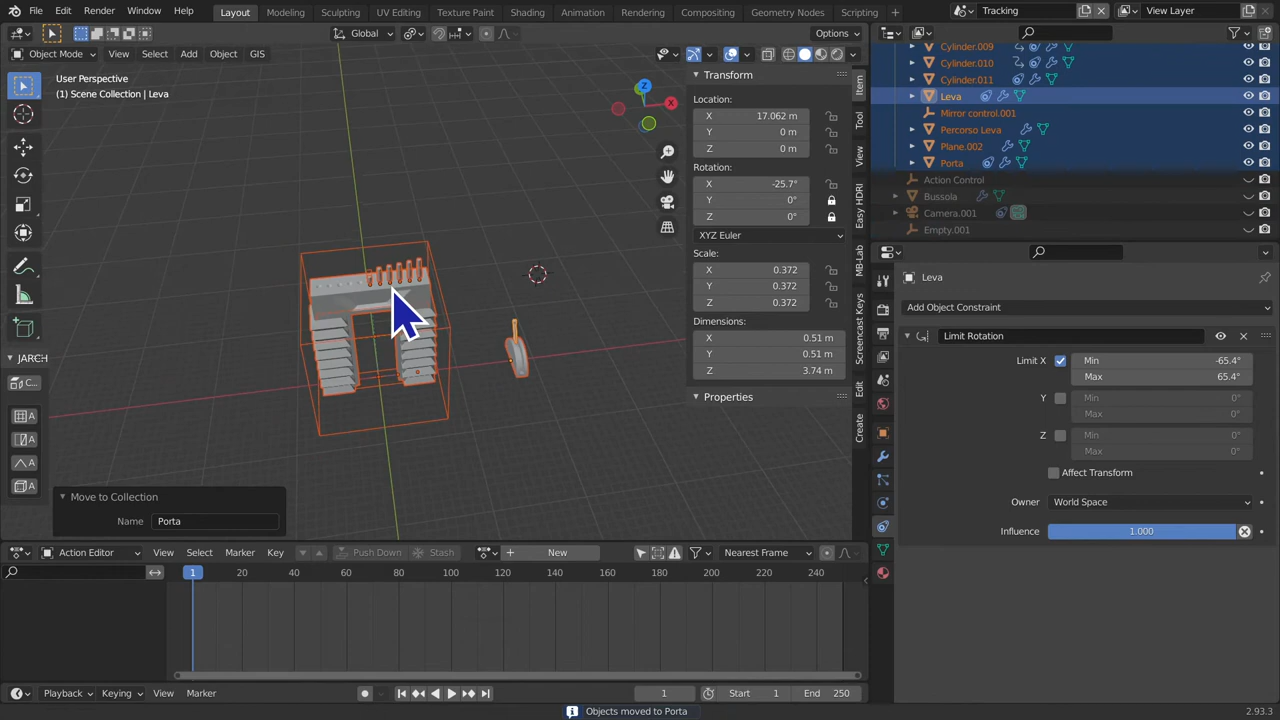 File Edit Render Window Help Layout Modeling Sculpting UV Editing Texture Paint Shading Animation Rendering Compositing Geometry Nodes Scripting Tracking View Layer
Object Mode View Select Add Object GIS Global Options
User Perspective
(1) Scene Collection | Leva
JARCH
C...
A
A
A
A
Move to Collection
Name Porta
Transform
Location:
X 17.062 m
Y 0 m
Z 0 m
Rotation:
X -25.7°
Y 0°
Z 0°
XYZ Euler
Scale:
X 0.372
Y 0.372
Z 0.372
Dimensions:
X 0.51 m
Y 0.51 m
Z 3.74 m
Properties
Item
Tool
View
Easy HDRI
MB-Lab
Screencast Keys
Edit
Create
Z
X
Y
Cylinder.009
Cylinder.010
Cylinder.011
Leva
Mirror control.001
Percorso Leva
Plane.002
Porta
Action Control
Bussola
Camera.001
Empty.001
Leva
Add Object Constraint
Limit Rotation
Limit X Min -65.4°
Max 65.4°
Y Min 0°
Max 0°
Z Min 0°
Max 0°
Affect Transform
Owner World Space
Influence 1.000
Action Editor View Select Marker Key Push Down Stash New Nearest Frame
1 20 40 60 80 100 120 140 160 180 200 220 240
Playback Keying View Marker 1 Start 1 End 250
Objects moved to Porta 2.93.3